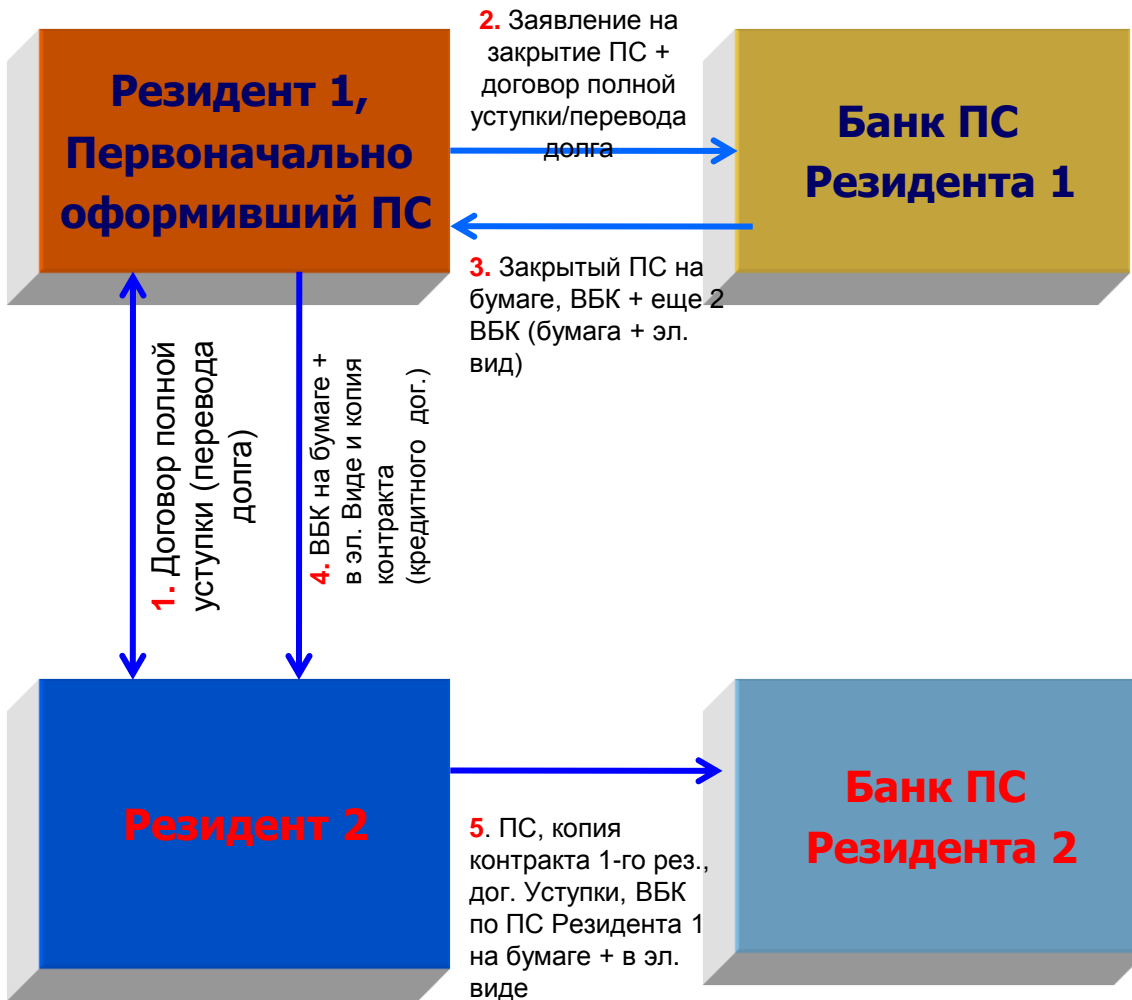 2. Заявление на
закрытие ПС +
договор полной
уступки/перевода
долга
Резидент 1,
Первоначально
оформивший ПС
Банк ПС
Резидента 1
3. Закрытый ПС на
бумаге, ВБК + еще 2
ВБК (бумага + эл.
вид)
1. Договор полной
уступки (перевода
долга)
4. ВБК на бумаге +
в эл. Виде и копия
контракта
(кредитного дог.)
Резидент 2
Банк ПС
Резидента 2
5. ПС, копия
контракта 1-го рез.,
дог. Уступки, ВБК
по ПС Резидента 1
на бумаге + в эл.
виде